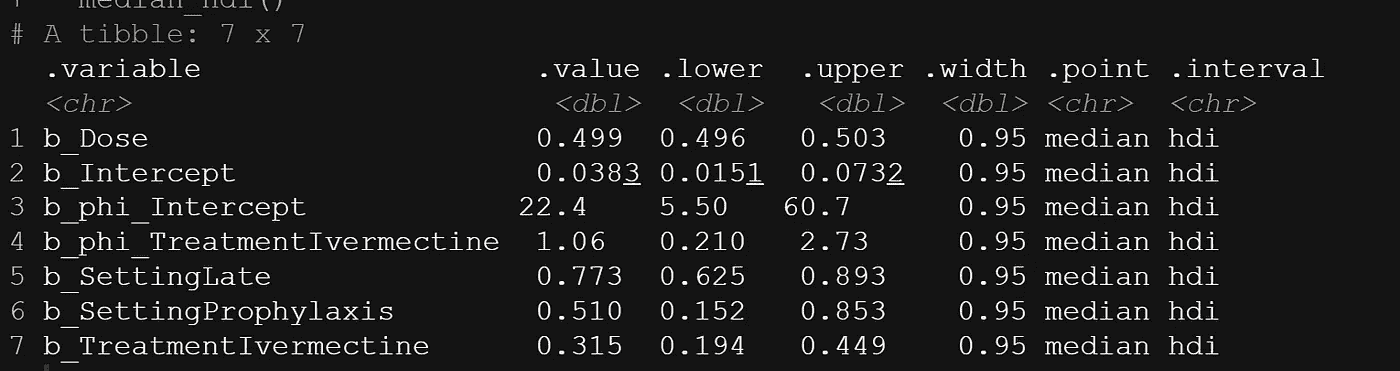 median_hdi()
# A tibble: 7 x 7
.variable .value .lower .upper .width .point .interval
<chr> <dbl> <dbl> <dbl> <dbl> <chr> <chr>
1 b_Dose 0.499 0.496 0.503 0.95 median hdi
2 b_Intercept 0.0383 0.0151 0.0732 0.95 median hdi
3 b_phi_Intercept 22.4 5.50 60.7 0.95 median hdi
4 b_phi_TreatmentIvermectine 1.06 0.210 2.73 0.95 median hdi
5 b_SettingLate 0.773 0.625 0.893 0.95 median hdi
6 b_SettingProphylaxis 0.510 0.152 0.853 0.95 median hdi
7 b_TreatmentIvermectine 0.315 0.194 0.449 0.95 median hdi